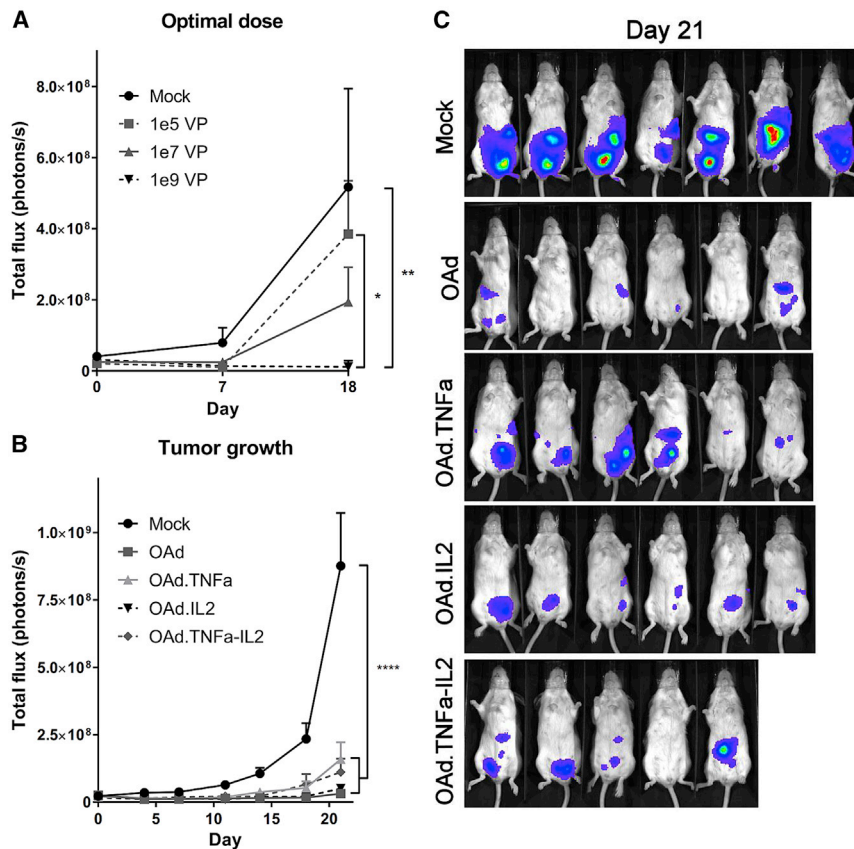 A
Optimal dose
Total flux (photons/s)
8.0×10⁸
6.0×10⁸
4.0×10⁸
2.0×10⁸
0
Mock
1e5 VP
1e7 VP
1e9 VP
*
**
0
7
18
Day
B
Tumor growth
Total flux (photons/s)
1.0×10⁹
7.5×10⁸
5.0×10⁸
2.5×10⁸
0
Mock
OAd
OAd.TNFa
OAd.IL2
OAd.TNFa-IL2
****
0
5
10
15
20
Day
C
Day 21
Mock
OAd
OAd.TNFa
OAd.IL2
OAd.TNFa-IL2